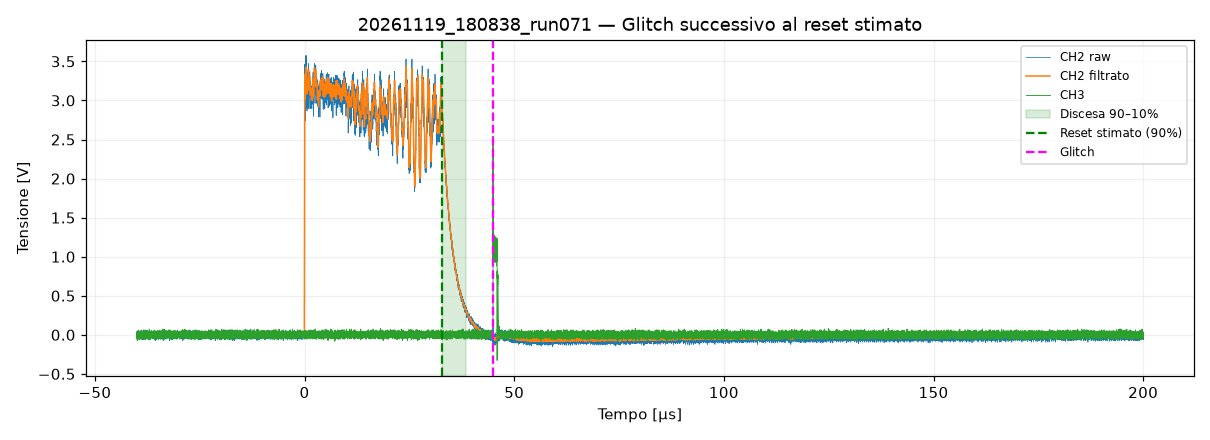 20261119_180838_run071 — Glitch successivo al reset stimato
CH2 raw
CH2 filtrato
CH3
Discesa 90–10%
Reset stimato (90%)
Glitch
Tensione [V]
3.5
3.0
2.5
2.0
1.5
1.0
0.5
0.0
−0.5
−50
0
50
100
150
200
Tempo [µs]